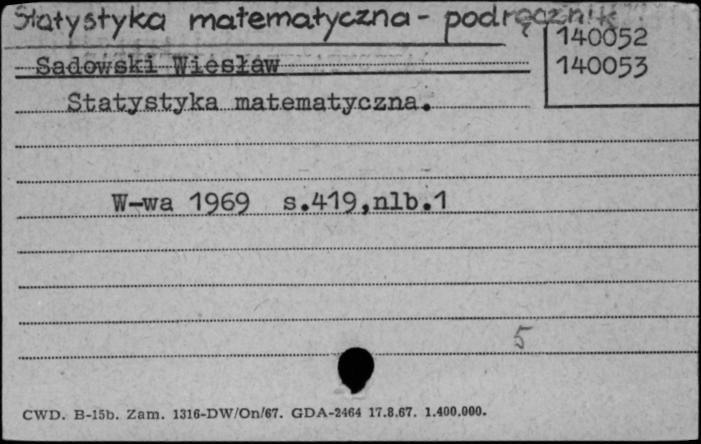 Statystyka matematyczna - podręcznik
140052
140053
Sadowski Wiesław
Statystyka matematyczna.
W-wa 1969 s.419,nlb.1
5
CWD. B-15b. Zam. 1316-DW/On/67. GDA-2464 17.8.67. 1.400.000.